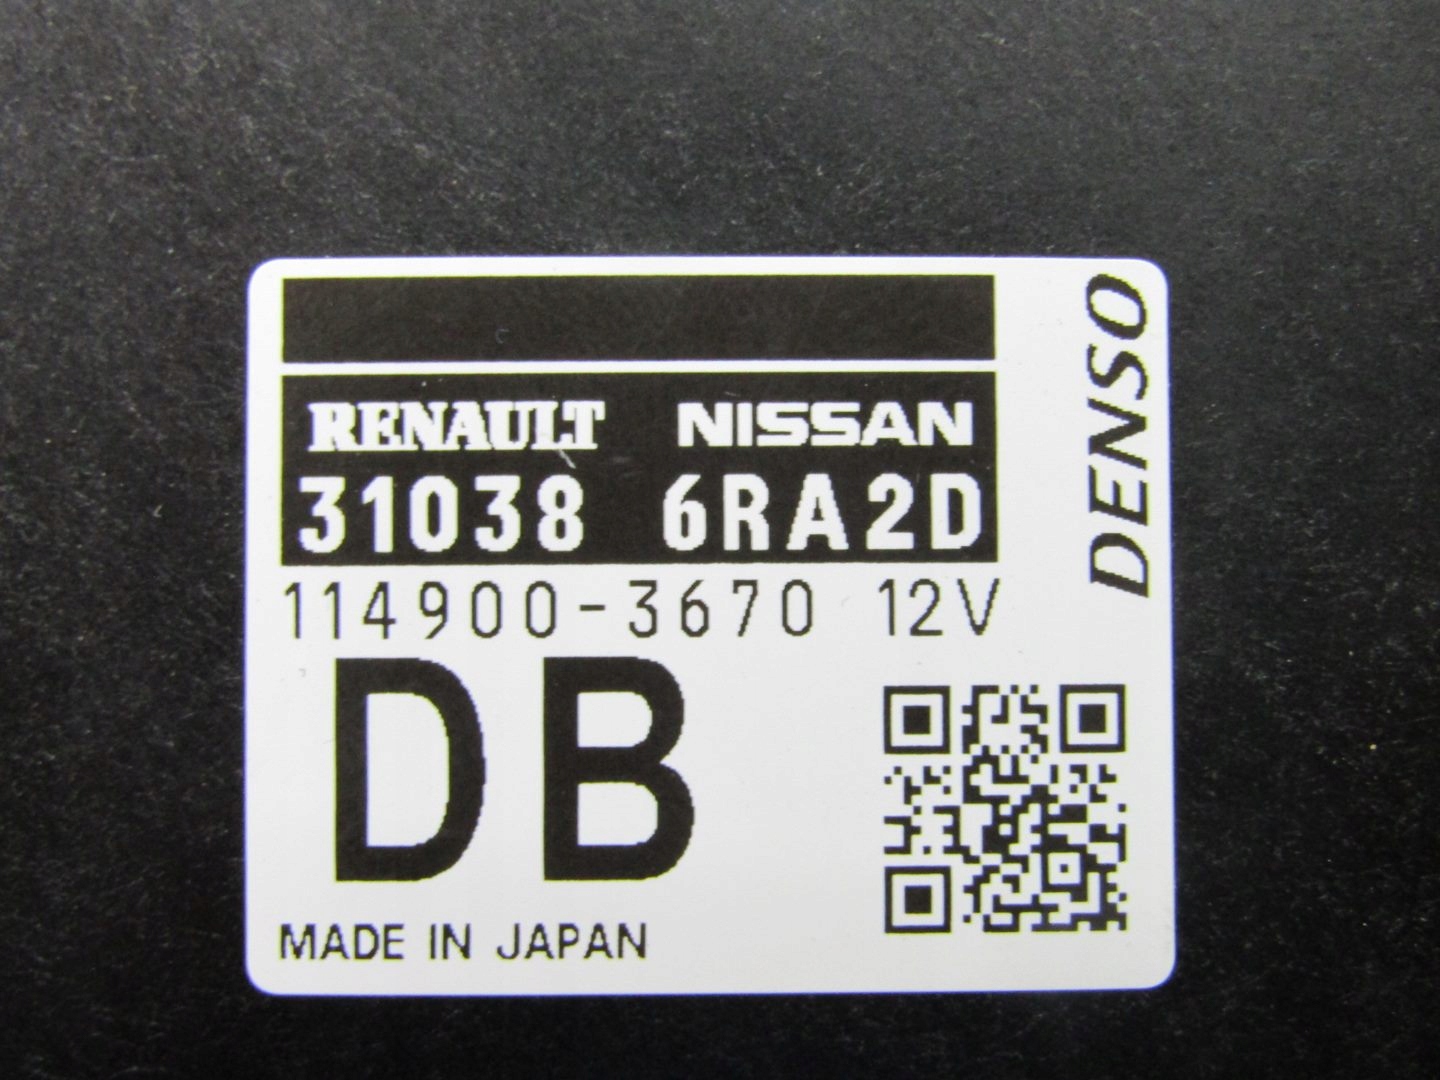 RENAULT NISSAN
31038 6RA2D
114900-3670 12V
DB
MADE IN JAPAN
DENSO